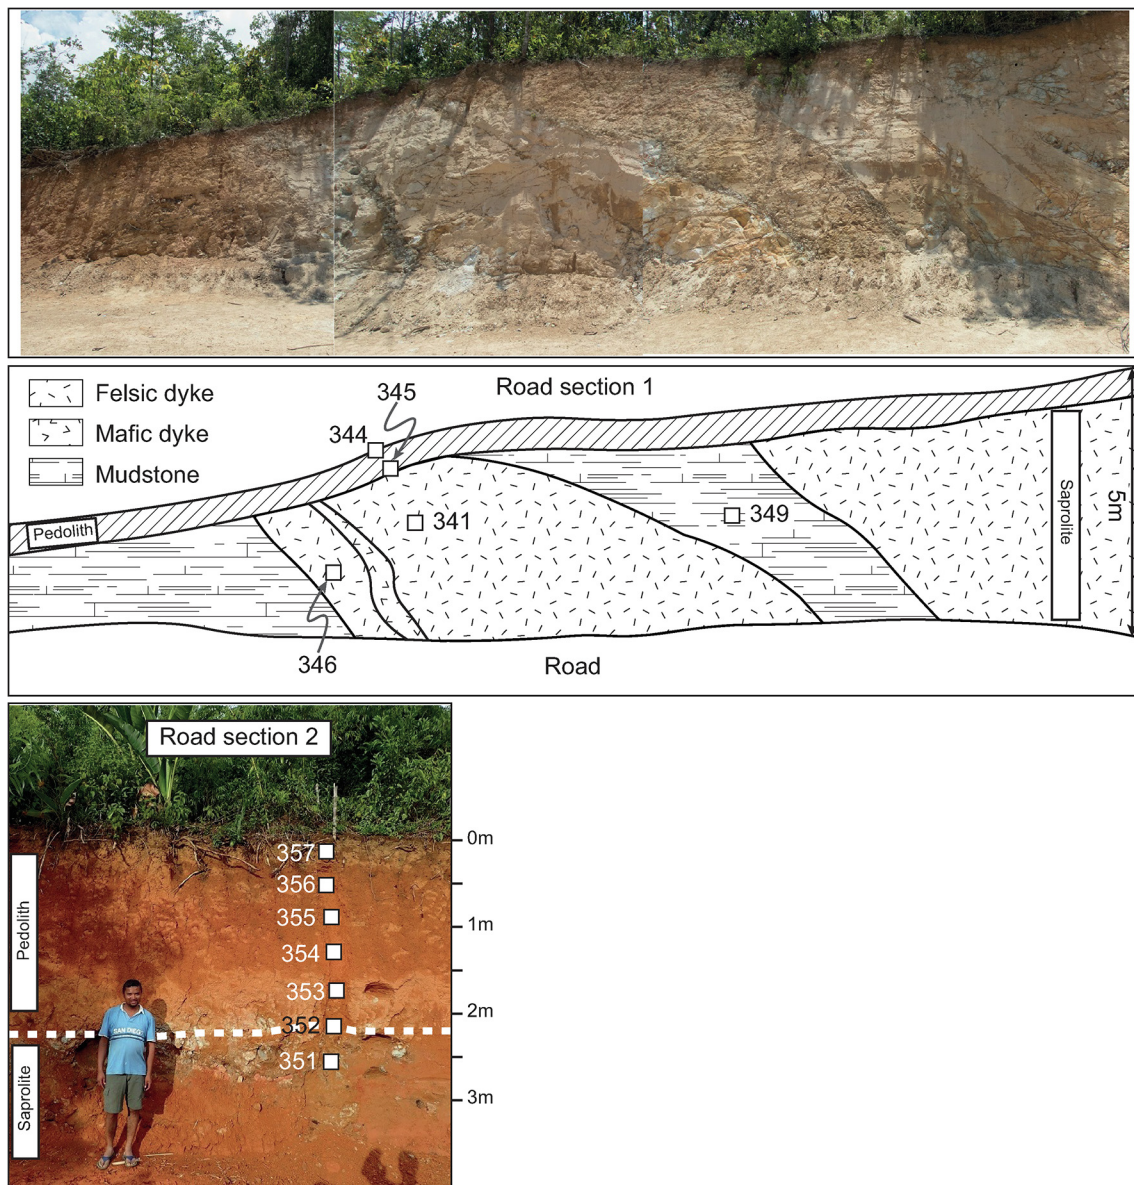 Felsic dyke
Mafic dyke
Mudstone
Road section 1
345
344
341
349
346
Pedolith
Saprolite
5m
Road
Road section 2
357
356
355
354
353
352
351
Pedolith
Saprolite
0m
1m
2m
3m
SAN DIEGO